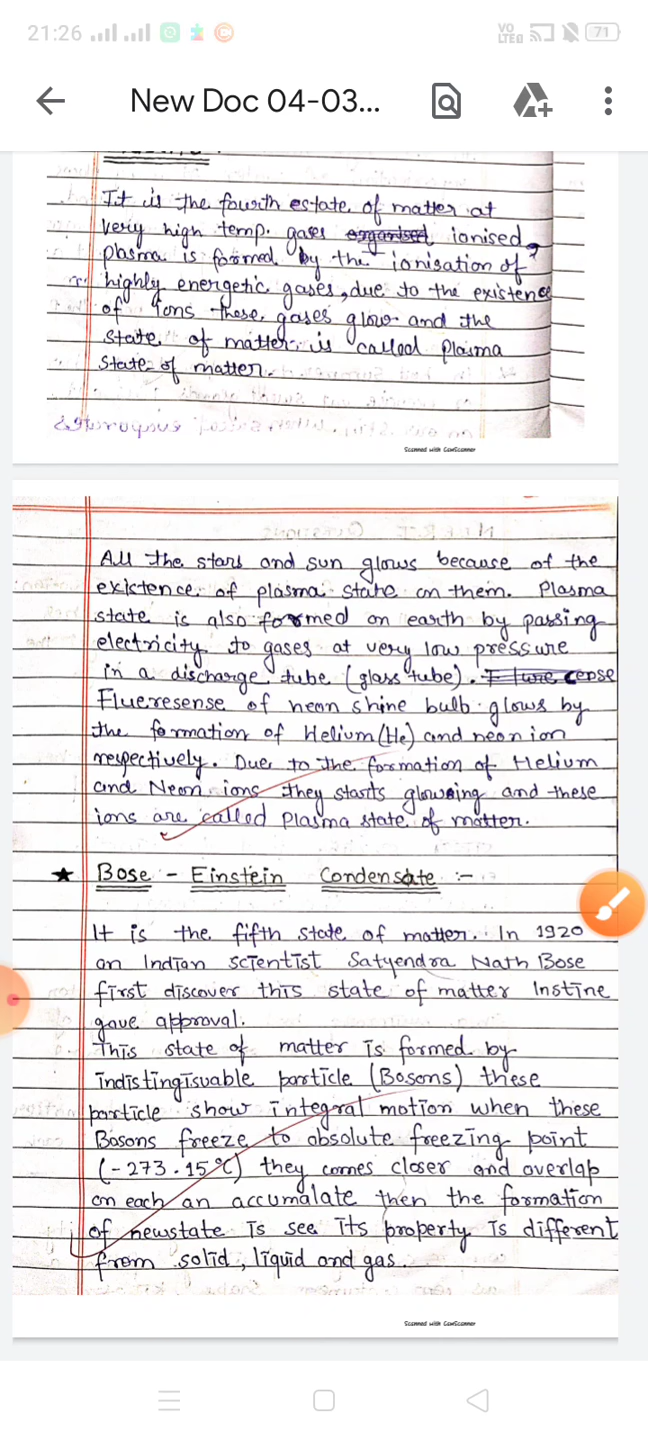 21:26
VO LTE 71
New Doc 04-03...
It is the fourth estate of matter at
very high temp. gases ionised,
plasma is formed by the ionisation of
highly energetic gases, due to the existence
of ions these gases glow and the
state of matter is called plasma
state of matter.
Scanned with CamScanner
All the stars and sun glows because of the
existence of plasma state on them. Plasma
state is also formed on earth by passing
electricity to gases at very low pressure
in a discharge tube (glass tube).
Flueresense of neon shine bulb glows by
the formation of Helium (He) and neon ion
respectively. Due to the formation of Helium
and Neon ions they starts glowing and these
ions are called plasma state of matter.
★ Bose - Einstein Condensate :-
It is the fifth state of matter. In 1920
an Indian scientist Satyendra Nath Bose
first discover this state of matter Instine
gave approval.
This state of matter is formed by
indistingisuable particle (Bosons) these
particle show integral motion when these
Bosons freeze to absolute freezing point
(-273.15°C) they comes closer and overlap
on each an accumalate then the formation
of newstate is see its property is different
from solid, liquid and gas.
Scanned with CamScanner